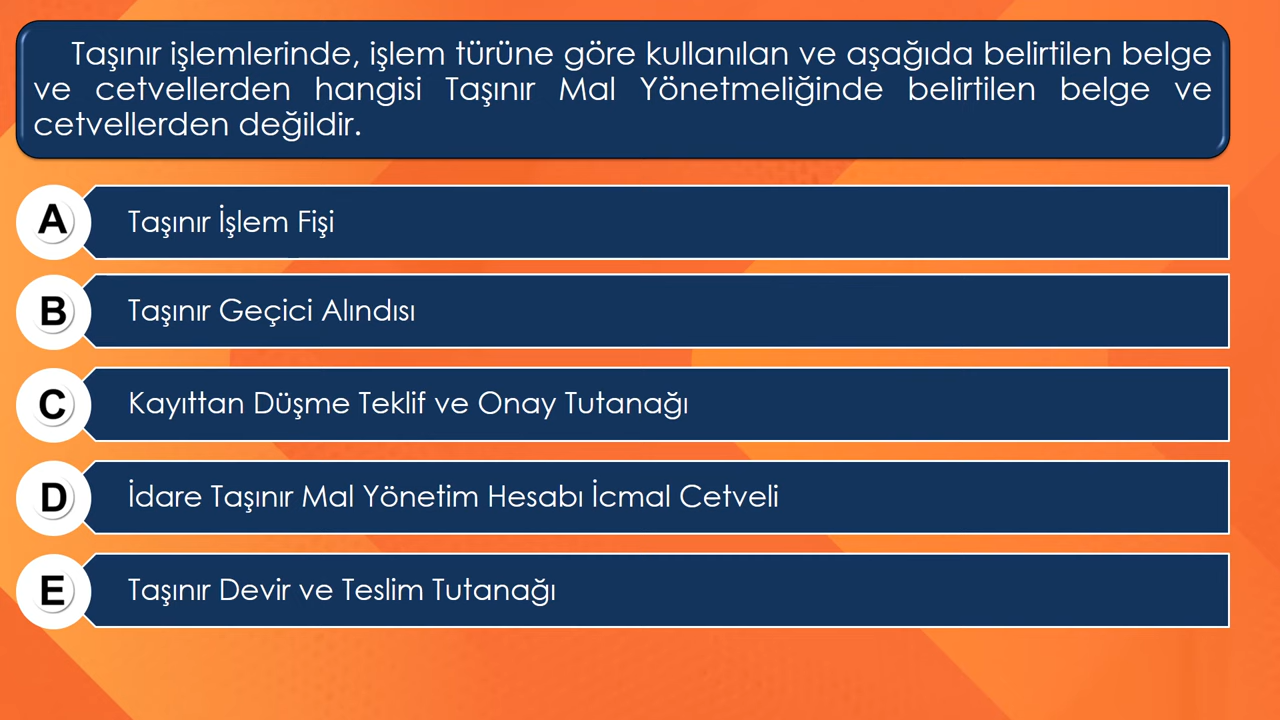 Taşınır işlemlerinde, işlem türüne göre kullanılan ve aşağıda belirtilen belge
ve cetvellerden hangisi Taşınır Mal Yönetmeliğinde belirtilen belge ve
cetvellerden değildir.
A Taşınır İşlem Fişi
B Taşınır Geçici Alındısı
C Kayıttan Düşme Teklif ve Onay Tutanağı
D İdare Taşınır Mal Yönetim Hesabı İcmal Cetveli
E Taşınır Devir ve Teslim Tutanağı